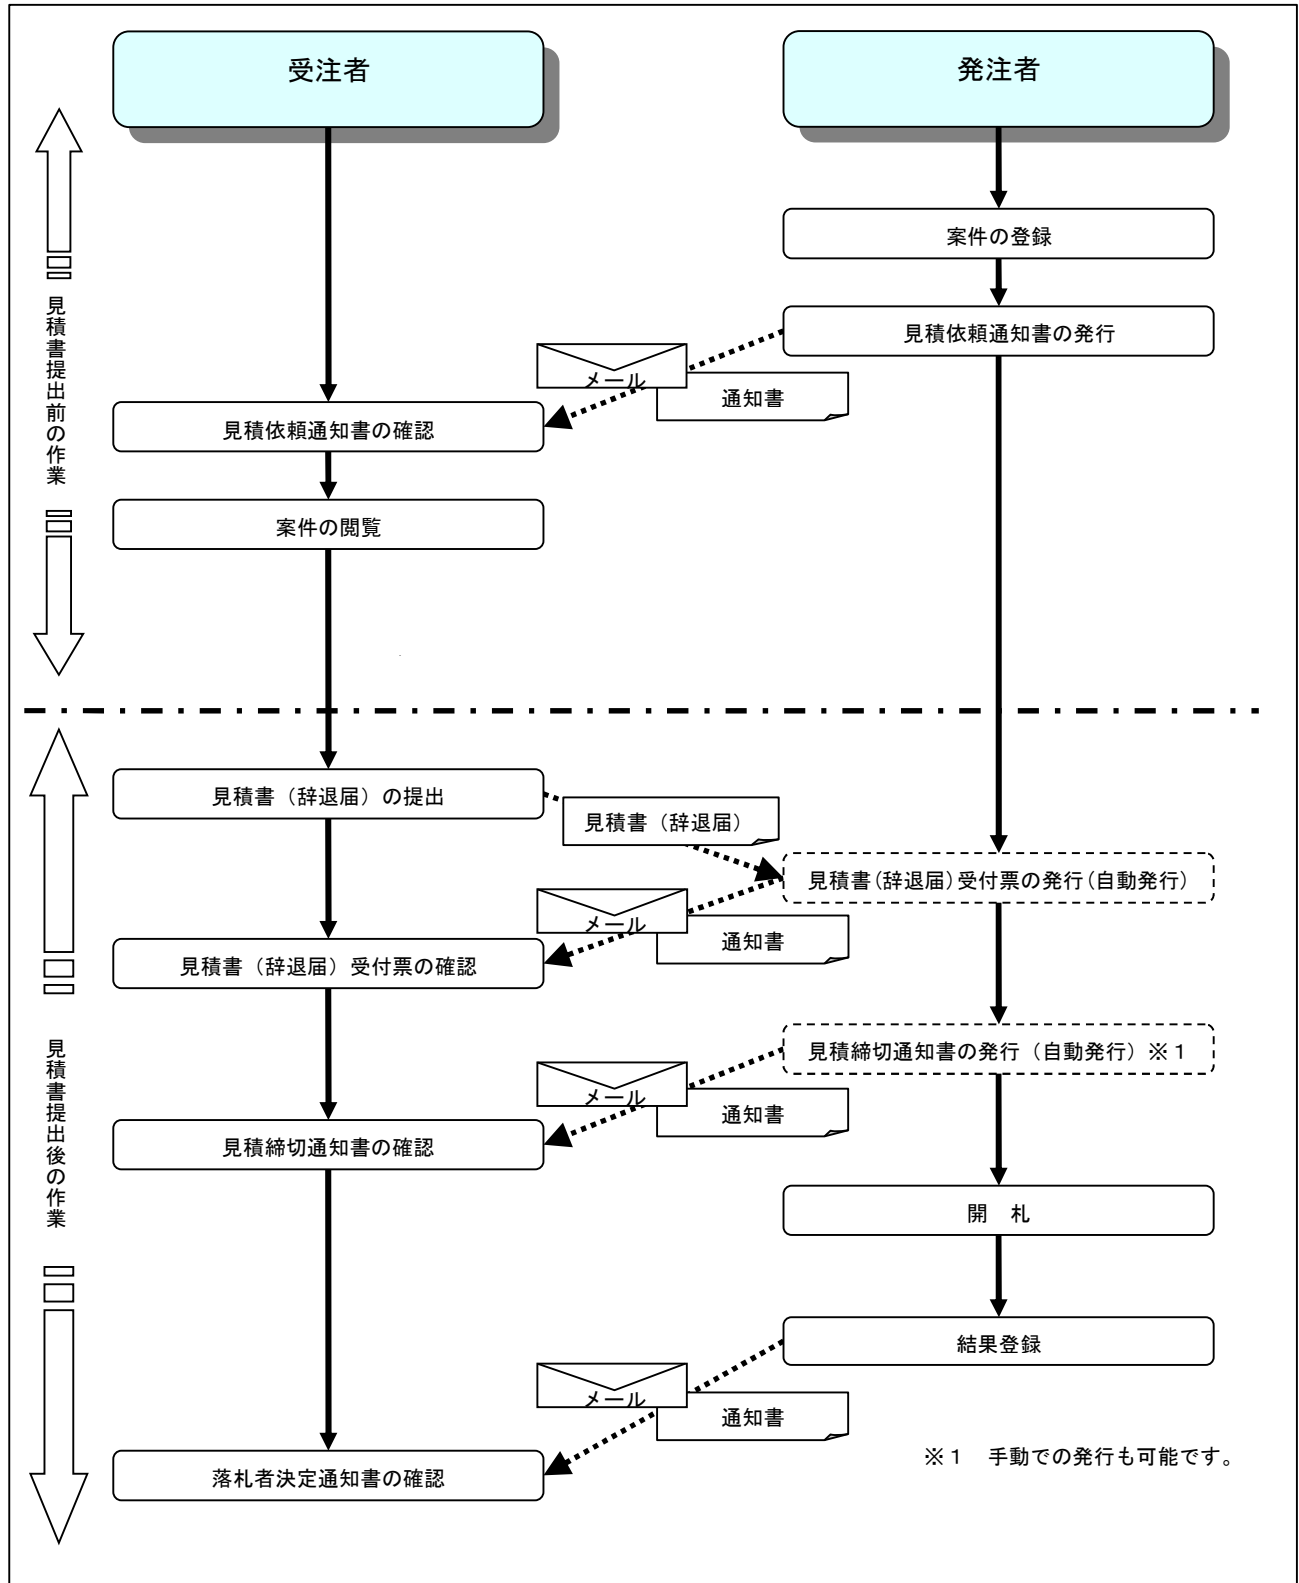 受注者
発注者
案件の登録
見積依頼通知書の発行
メール
通知書
見積依頼通知書の確認
案件の閲覧
見積書提出前の作業
見積書（辞退届）の提出
見積書（辞退届）
見積書(辞退届)受付票の発行(自動発行)
メール
通知書
見積書（辞退届）受付票の確認
見積締切通知書の発行（自動発行）※１
メール
通知書
見積締切通知書の確認
見積書提出後の作業
開　札
結果登録
メール
通知書
落札者決定通知書の確認
※１　手動での発行も可能です。